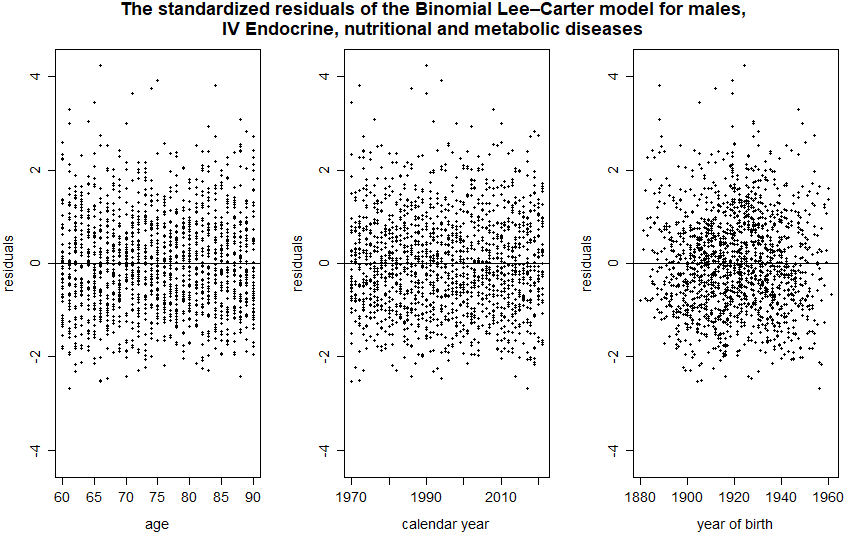 The standardized residuals of the Binomial Lee–Carter model for males,
IV Endocrine, nutritional and metabolic diseases
residuals
4
2
0
-2
-4
60 65 70 75 80 85 90
age
residuals
4
2
0
-2
-4
1970 1990 2010
calendar year
residuals
4
2
0
-2
-4
1880 1900 1920 1940 1960
year of birth